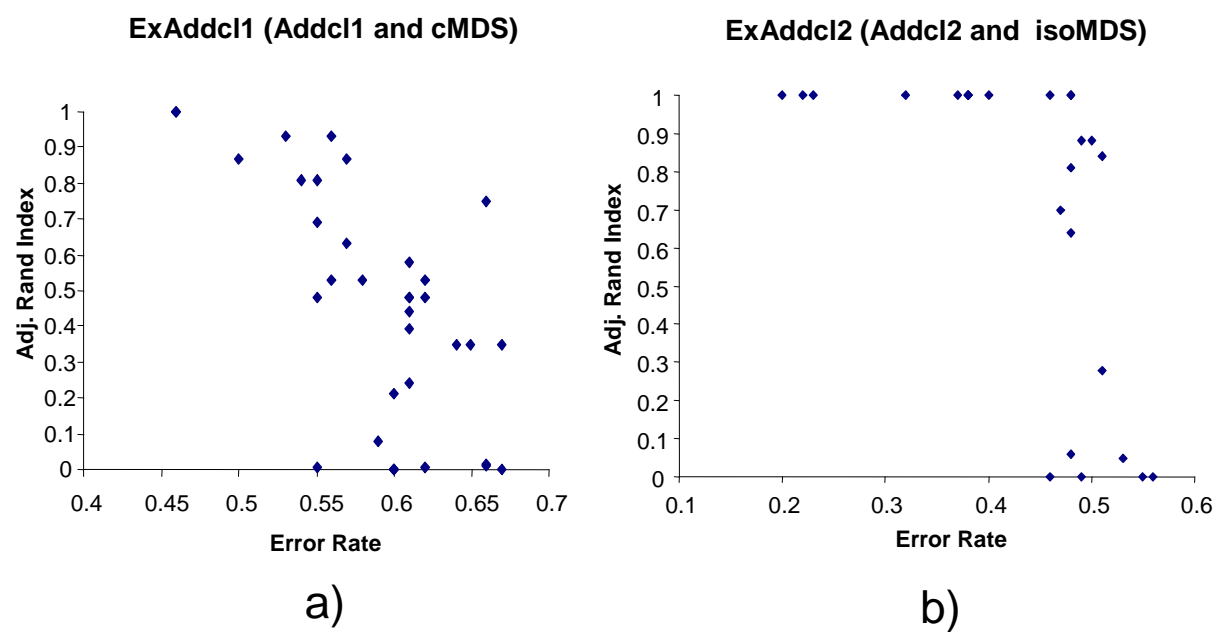 ExAddcl1 (Addcl1 and cMDS)
1
0.9
0.8
0.7
0.6
0.5
0.4
0.3
0.2
0.1
0
Adj. Rand Index
0.4 0.45 0.5 0.55 0.6 0.65 0.7
Error Rate
a)
ExAddcl2 (Addcl2 and isoMDS)
1
0.9
0.8
0.7
0.6
0.5
0.4
0.3
0.2
0.1
0
Adj. Rand Index
0.1 0.2 0.3 0.4 0.5 0.6
Error Rate
b)